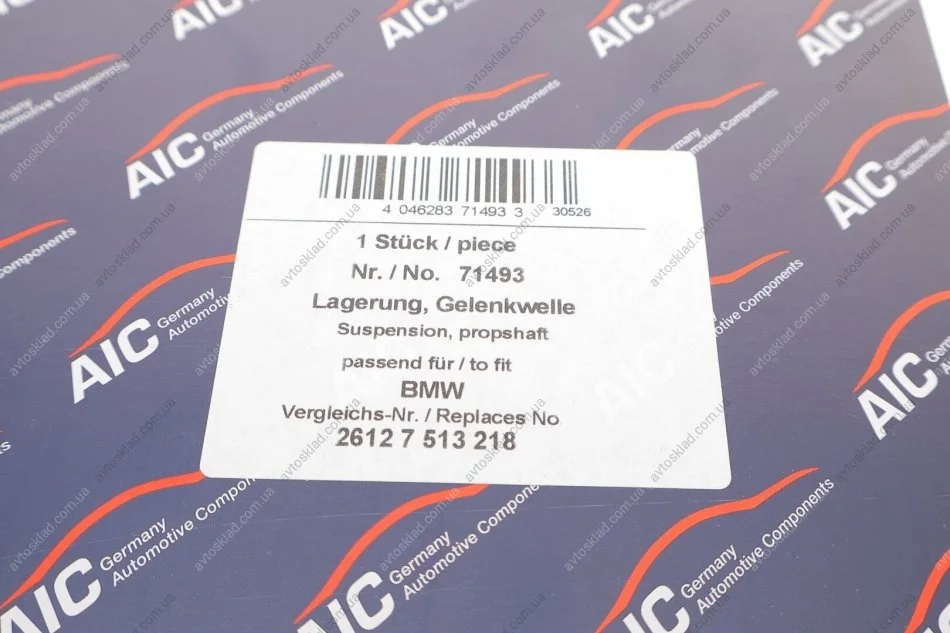 4 046283 71493 3 30526
1 Stück / piece
Nr. / No. 71493
Lagerung, Gelenkwelle
Suspension, propshaft
passend für / to fit
BMW
Vergleichs-Nr. / Replaces No
2612 7 513 218
AIC Germany
Automotive Components
avtosklad.com.ua